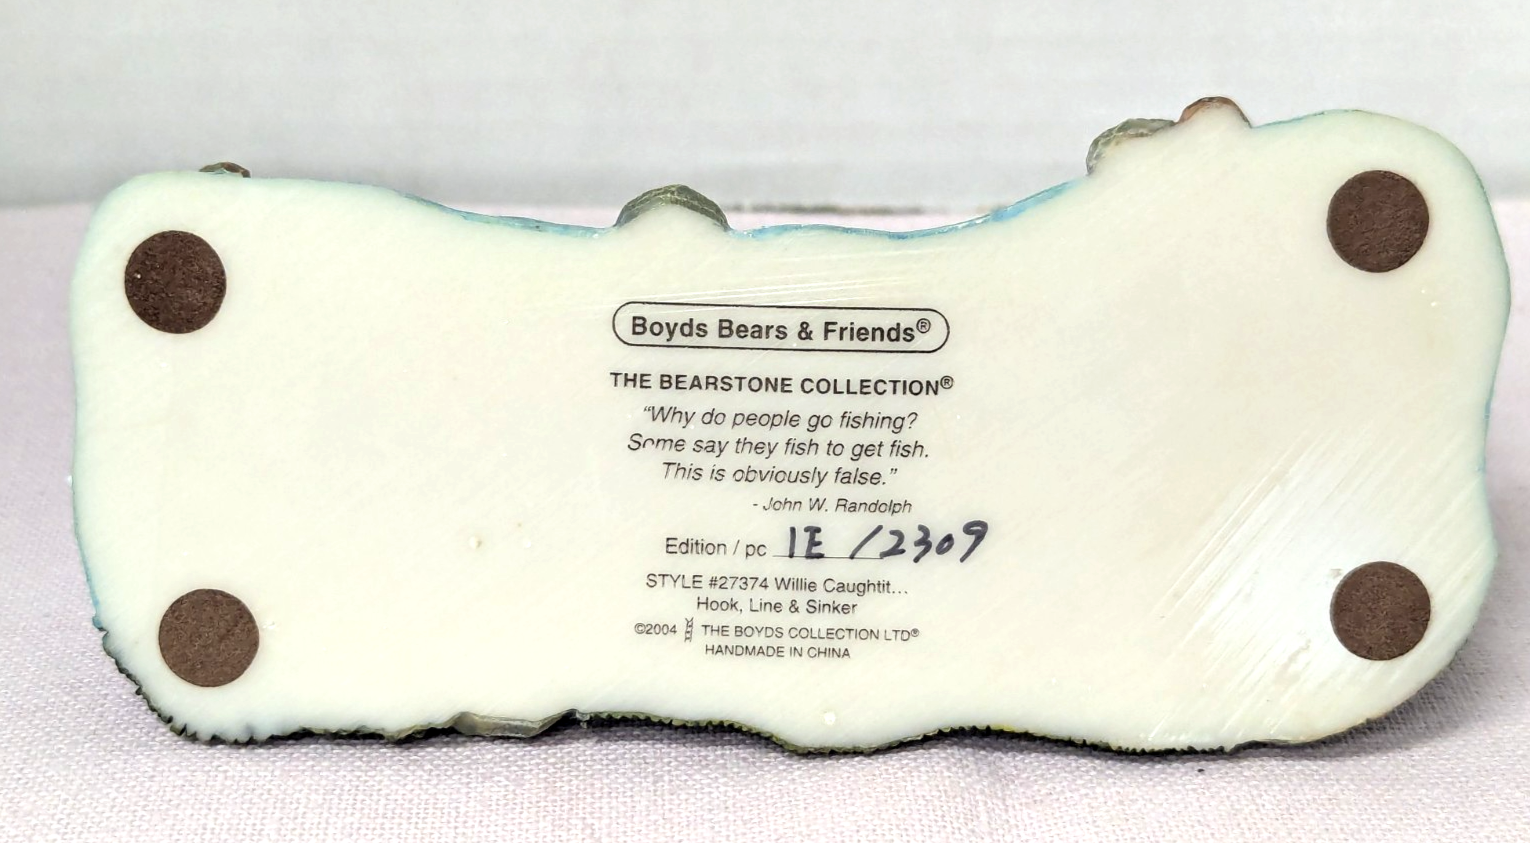 Boyds Bears & Friends®
THE BEARSTONE COLLECTION®
“Why do people go fishing?
Some say they fish to get fish.
This is obviously false.”
- John W. Randolph
Edition / pc 1E /2309
STYLE #27374 Willie Caughtit...
Hook, Line & Sinker
©2004 THE BOYDS COLLECTION LTD®
HANDMADE IN CHINA